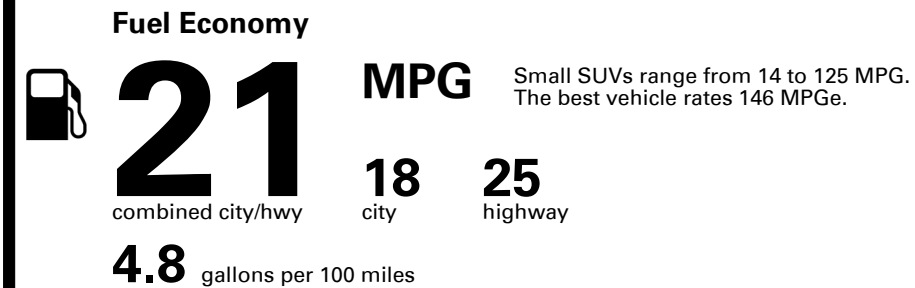 Fuel Economy
21 MPG
Small SUVs range from 14 to 125 MPG.
The best vehicle rates 146 MPGe.
18 25
combined city/hwy city highway
4.8 gallons per 100 miles